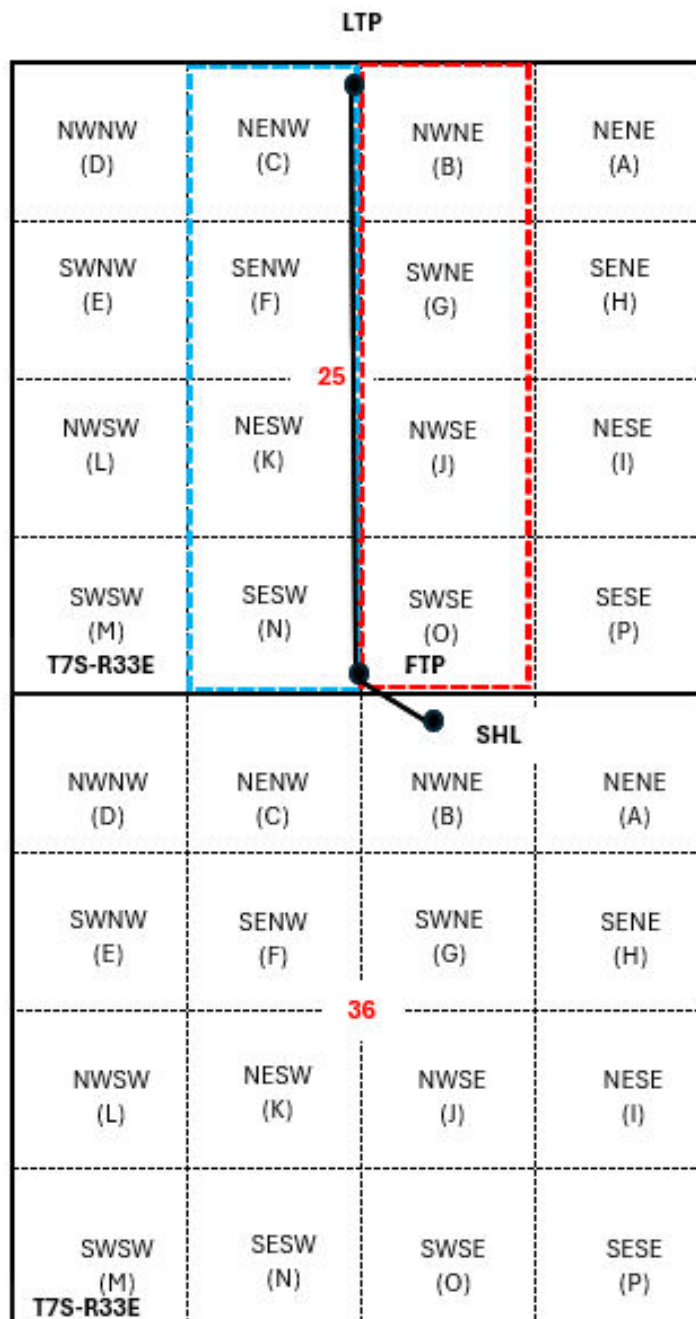 LTP
NWNW
(D)
NENW
(C)
NWNE
(B)
NENE
(A)
SWNW
(E)
SENW
(F)
SWNE
(G)
SENE
(H)
25
NWSW
(L)
NESW
(K)
NWSE
(J)
NESE
(I)
SWSW
(M)
SESW
(N)
SWSE
(O)
SESE
(P)
T7S-R33E
FTP
SHL
NWNW
(D)
NENW
(C)
NWNE
(B)
NENE
(A)
SWNW
(E)
SENW
(F)
SWNE
(G)
SENE
(H)
36
NWSW
(L)
NESW
(K)
NWSE
(J)
NESE
(I)
SWSW
(M)
SESW
(N)
SWSE
(O)
SESE
(P)
T7S-R33E